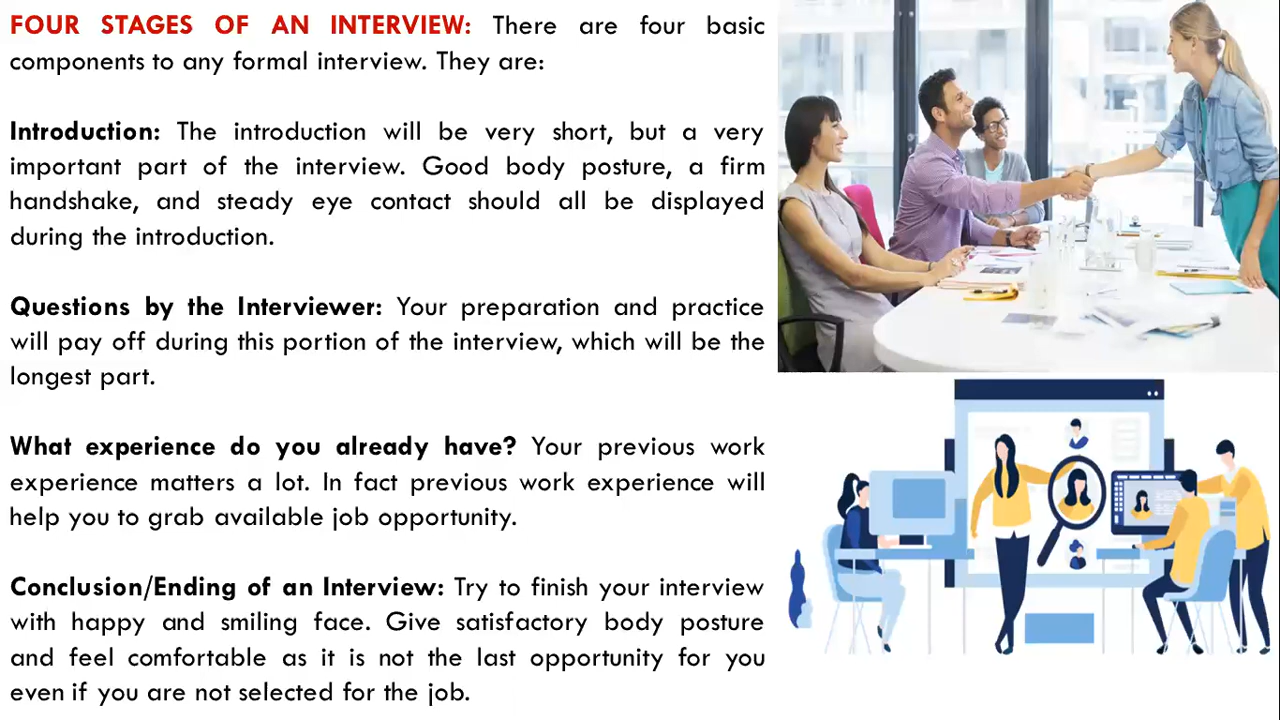 FOUR STAGES OF AN INTERVIEW: There are four basic
components to any formal interview. They are:
Introduction: The introduction will be very short, but a very
important part of the interview. Good body posture, a firm
handshake, and steady eye contact should all be displayed
during the introduction.
Questions by the Interviewer: Your preparation and practice
will pay off during this portion of the interview, which will be the
longest part.
What experience do you already have? Your previous work
experience matters a lot. In fact previous work experience will
help you to grab available job opportunity.
Conclusion/Ending of an Interview: Try to finish your interview
with happy and smiling face. Give satisfactory body posture
and feel comfortable as it is not the last opportunity for you
even if you are not selected for the job.